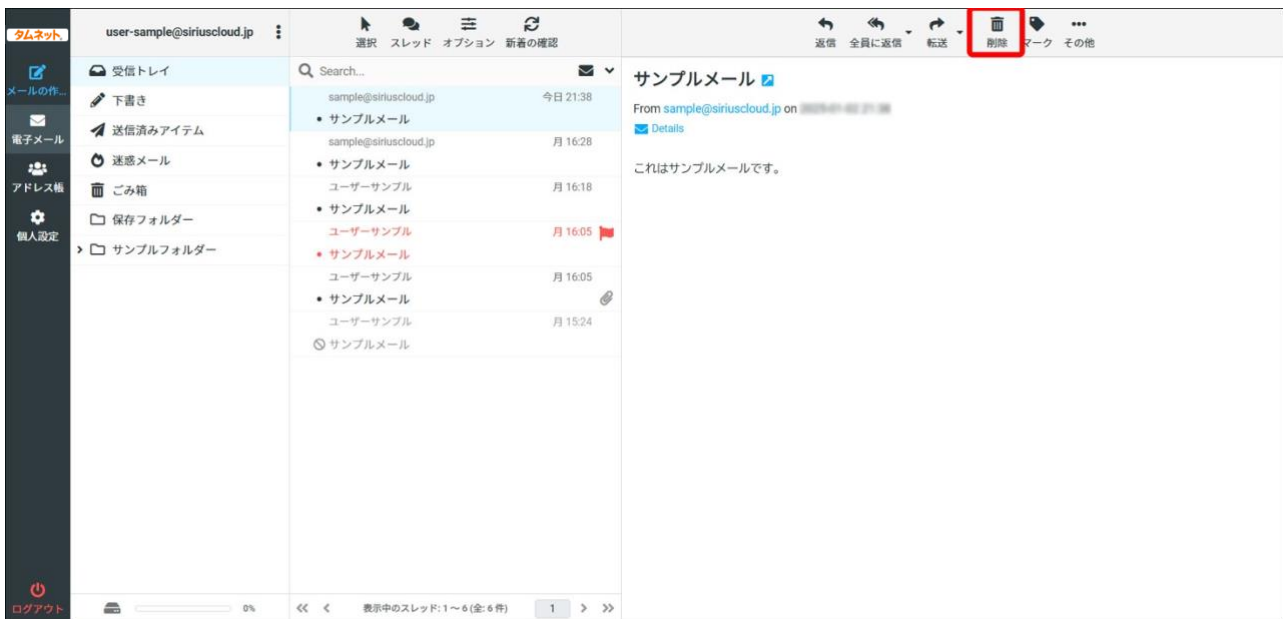 タムネット
メールの作...
電子メール
アドレス帳
個人設定
ログアウト
user-sample@siriuscloud.jp
受信トレイ
下書き
送信済みアイテム
迷惑メール
ごみ箱
保存フォルダー
サンプルフォルダー
0%
選択 スレッド オプション 新着の確認
Search...
sample@siriuscloud.jp 今日 21:38
サンプルメール
sample@siriuscloud.jp 月 16:28
サンプルメール
ユーザーサンプル 月 16:18
サンプルメール
ユーザーサンプル 月 16:05
サンプルメール
ユーザーサンプル 月 16:05
サンプルメール
ユーザーサンプル 月 15:24
サンプルメール
表示中のスレッド: 1 ～ 6 (全: 6 件) 1
返信 全員に返信 転送 削除 マーク その他
サンプルメール
From sample@siriuscloud.jp on
Details
これはサンプルメールです。